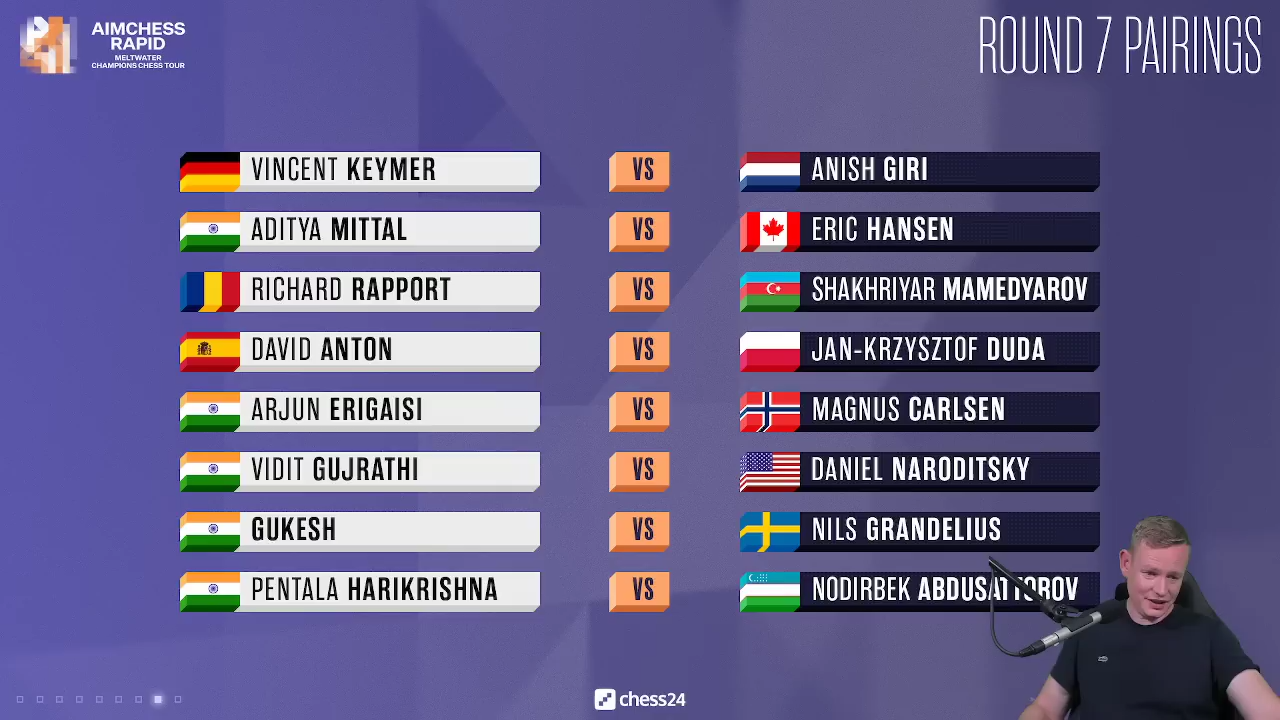 AIMCHESS
RAPID
MELTWATER
CHAMPIONS CHESS TOUR
ROUND 7 PAIRINGS
VINCENT KEYMER VS ANISH GIRI
ADITYA MITTAL VS ERIC HANSEN
RICHARD RAPPORT VS SHAKHRIYAR MAMEDYAROV
DAVID ANTON VS JAN-KRZYSZTOF DUDA
ARJUN ERIGAISI VS MAGNUS CARLSEN
VIDIT GUJRATHI VS DANIEL NARODITSKY
GUKESH VS NILS GRANDELIUS
PENTALA HARIKRISHNA VS NODIRBEK ABDUSATTOROV
chess24